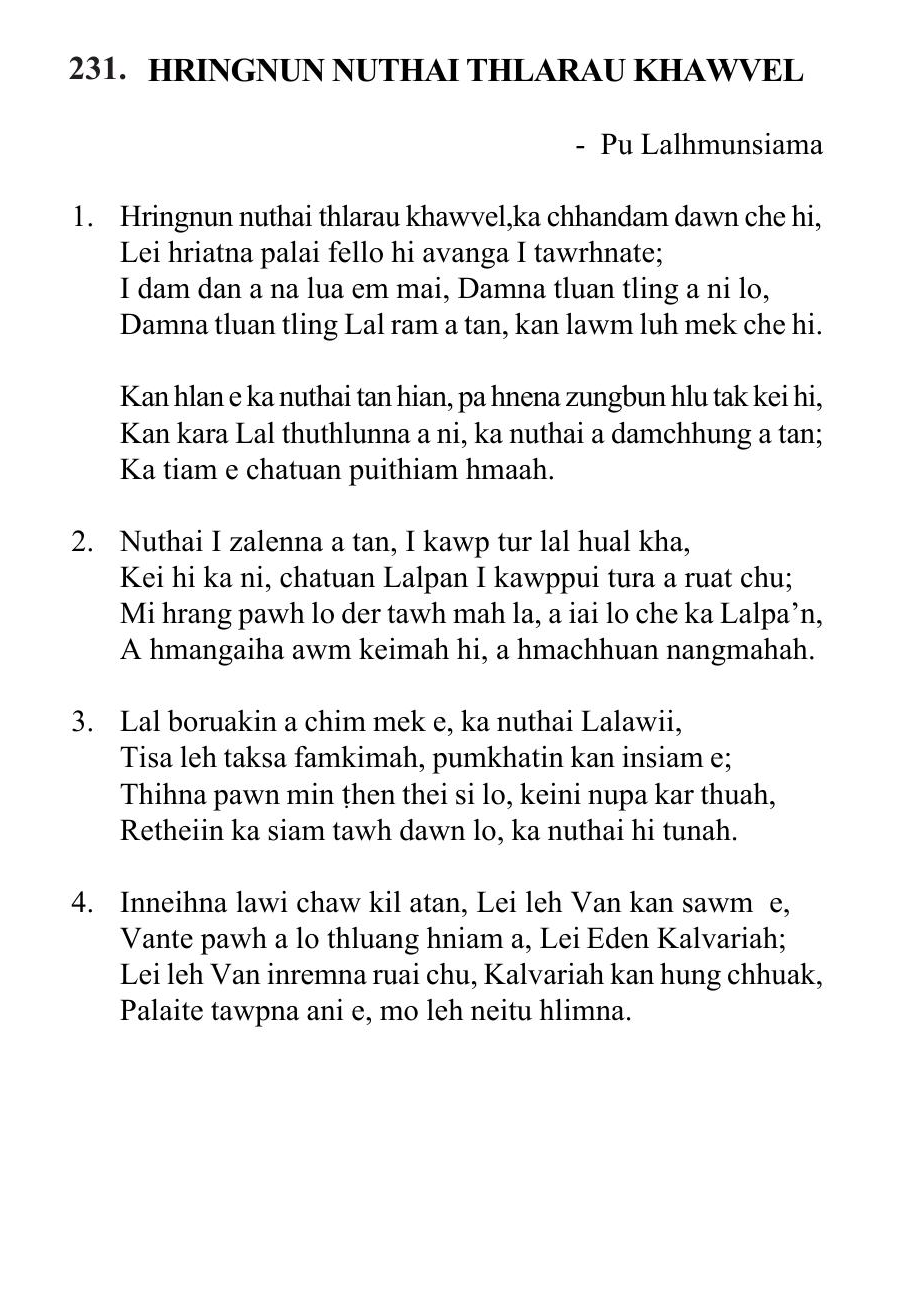 231. HRINGNUN NUTHAI THLARAU KHAWVEL
- Pu Lalhmunsiama
1. Hringnun nuthai thlarau khawvel,ka chhandam dawn che hi,
Lei hriatna palai fello hi avanga I tawrhnate;
I dam dan a na lua em mai, Damna tluan tling a ni lo,
Damna tluan tling Lal ram a tan, kan lawm luh mek che hi.
Kan hlan e ka nuthai tan hian, pa hnena zungbun hlu tak kei hi,
Kan kara Lal thuthlunna a ni, ka nuthai a damchhung a tan;
Ka tiam e chatuan puithiam hmaah.
2. Nuthai I zalenna a tan, I kawp tur lal hual kha,
Kei hi ka ni, chatuan Lalpan I kawppui tura a ruat chu;
Mi hrang pawh lo der tawh mah la, a iai lo che ka Lalpa’n,
A hmangaiha awm keimah hi, a hmachhuan nangmahah.
3. Lal boruakin a chim mek e, ka nuthai Lalawii,
Tisa leh taksa famkimah, pumkhatin kan insiam e;
Thihna pawn min ṭhen thei si lo, keini nupa kar thuah,
Retheiin ka siam tawh dawn lo, ka nuthai hi tunah.
4. Inneihna lawi chaw kil atan, Lei leh Van kan sawm e,
Vante pawh a lo thluang hniam a, Lei Eden Kalvariah;
Lei leh Van inremna ruai chu, Kalvariah kan hung chhuak,
Palaite tawpna ani e, mo leh neitu hlimna.